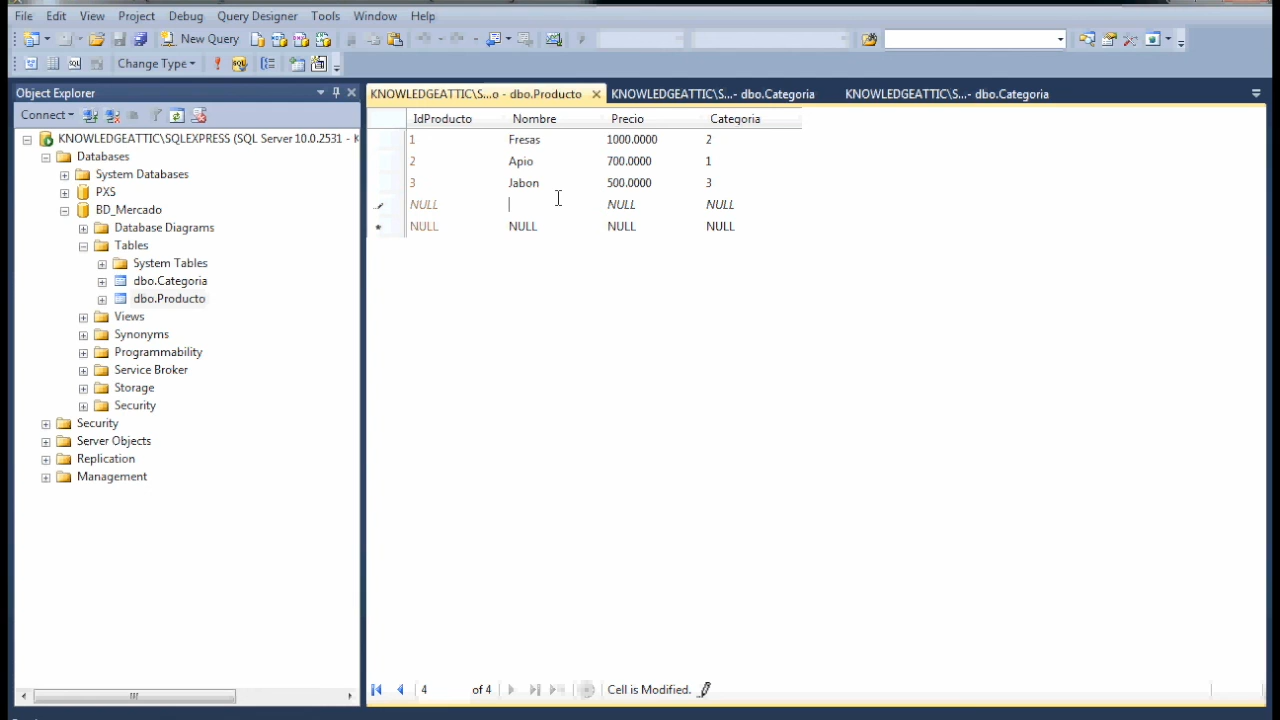 File Edit View Project Debug Query Designer Tools Window Help
New Query
Change Type
Object Explorer
Connect
KNOWLEDGEATTIC\SQLEXPRESS (SQL Server 10.0.2531 - K
Databases
System Databases
PXS
BD_Mercado
Database Diagrams
Tables
System Tables
dbo.Categoria
dbo.Producto
Views
Synonyms
Programmability
Service Broker
Storage
Security
Security
Server Objects
Replication
Management
KNOWLEDGEATTIC\S...o - dbo.Producto KNOWLEDGEATTIC\S...- dbo.Categoria KNOWLEDGEATTIC\S...- dbo.Categoria
IdProducto Nombre Precio Categoria
1 Fresas 1000.0000 2
2 Apio 700.0000 1
3 Jabon 500.0000 3
NULL NULL NULL
NULL NULL NULL NULL
4 of 4 Cell is Modified.